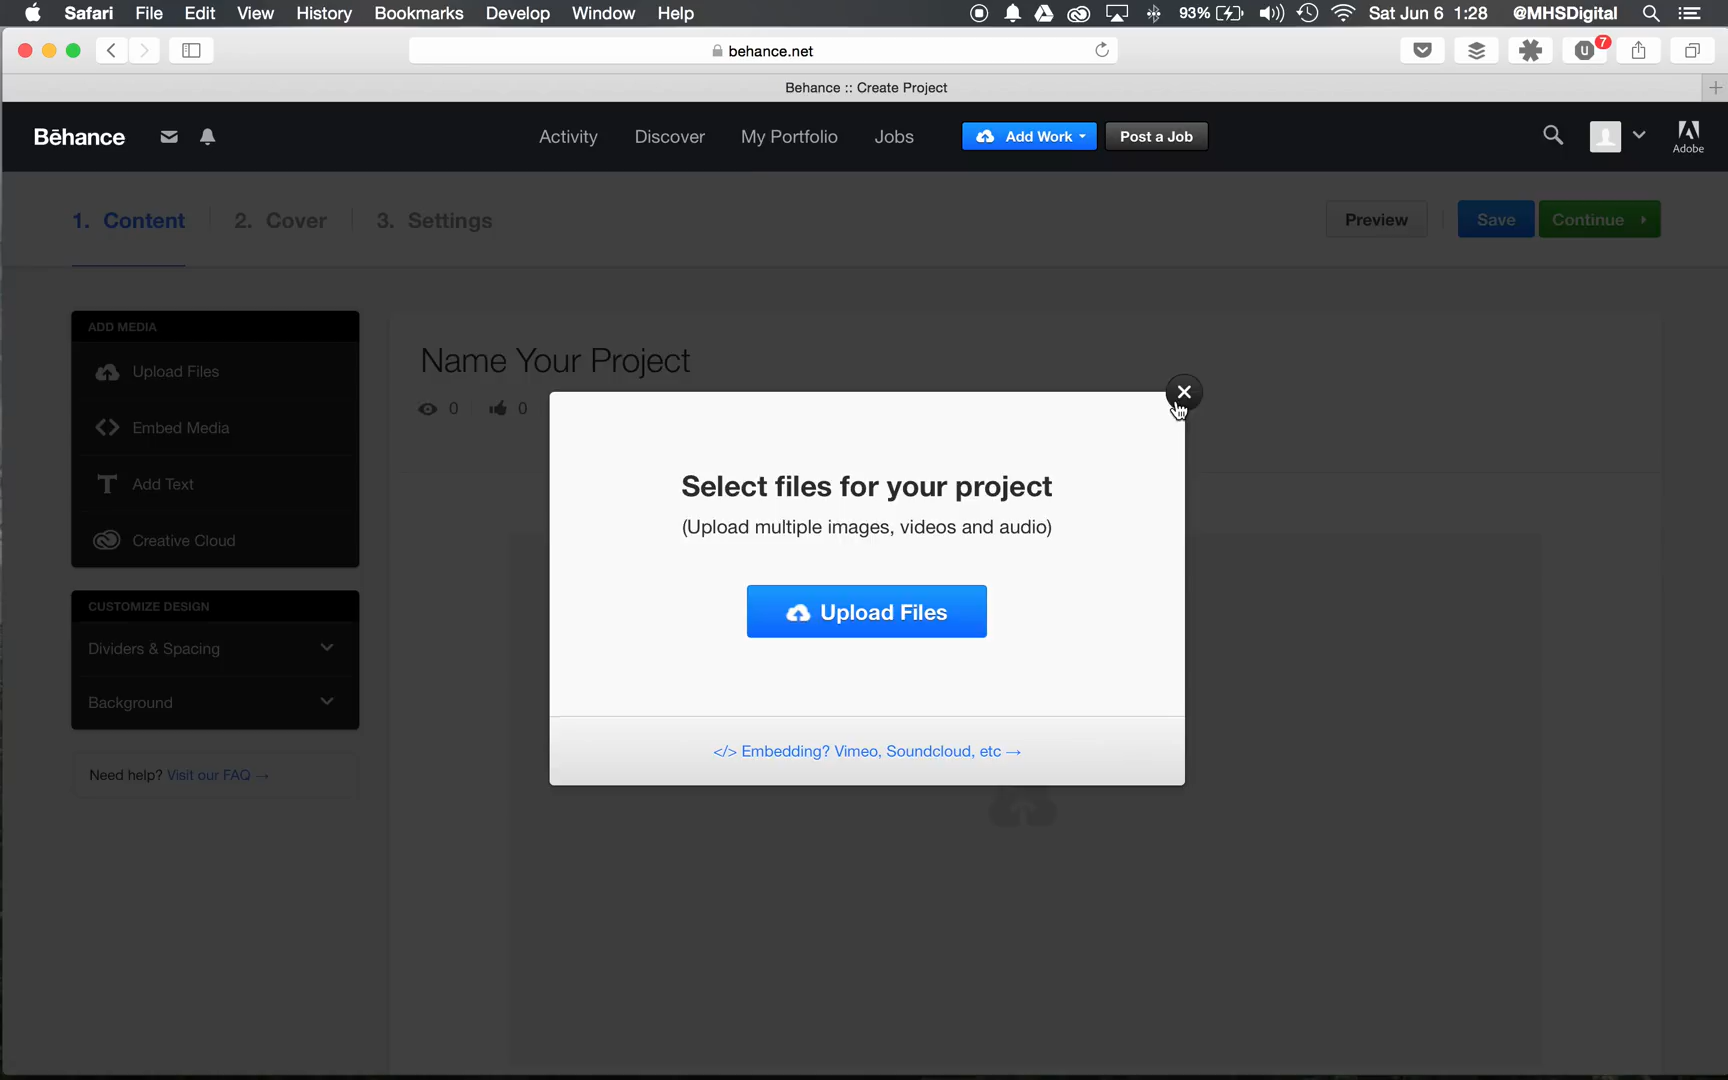 Safari File Edit View History Bookmarks Develop Window Help 93% Sat Jun 6 1:28 @MHSDigital
behance.net
U 7
Behance :: Create Project
Bēhance Activity Discover My Portfolio Jobs Add Work Post a Job
Adobe
1. Content 2. Cover 3. Settings Preview Save Continue
ADD MEDIA
Upload Files
Embed Media
Add Text
Creative Cloud
CUSTOMIZE DESIGN
Dividers & Spacing
Background
Need help? Visit our FAQ →
Name Your Project
0 0
Select files for your project
(Upload multiple images, videos and audio)
Upload Files
</> Embedding? Vimeo, Soundcloud, etc →